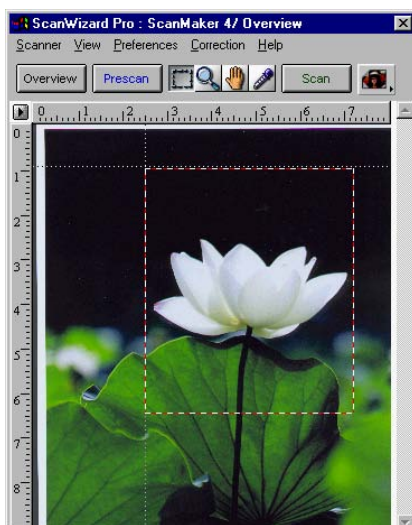 ScanWizard Pro : ScanMaker 4/ Overview
Scanner View Preferences Correction Help
Overview Prescan Scan
0 1 2 3 4 5 6 7
0
1
2
3
4
5
6
7
8